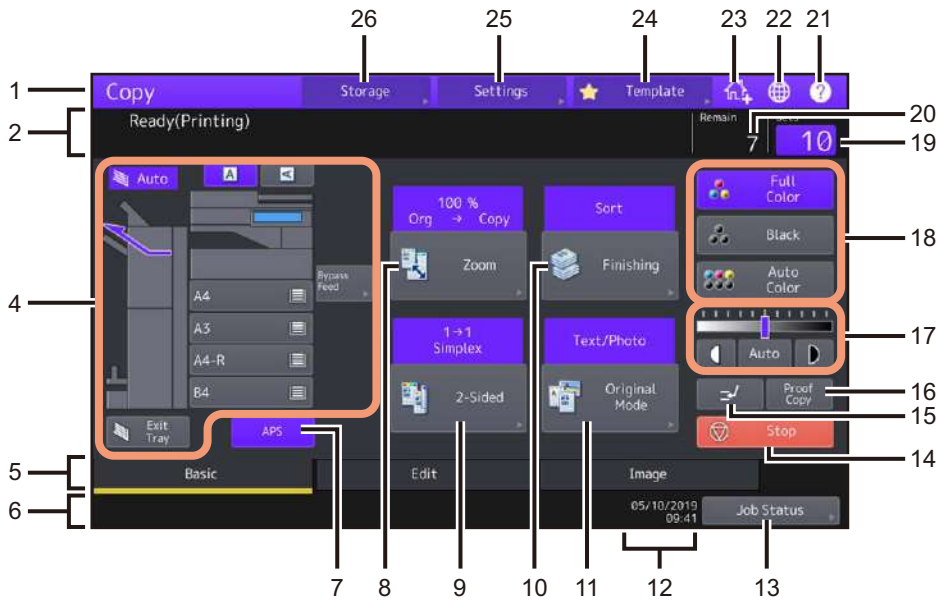 26 25 24 23 22 21
1 Copy Storage Settings Template ?
2 Ready(Printing) Remain 20
7 10 19
Auto A A
100 %
Org → Copy
Sort
Full
Color
Black 18
Zoom Finishing
8 10
Bypass
Feed
Auto
Color
4
A4
A3
A4-R
B4
1→1
Simplex
Text/Photo
17
Auto
2-Sided
Original
Mode
Proof
Copy
16
15
Exit
Tray
APS
Stop
14
5 Basic Edit Image
6 05/10/2019
09:41
Job Status
7 8 9 10 11 12 13